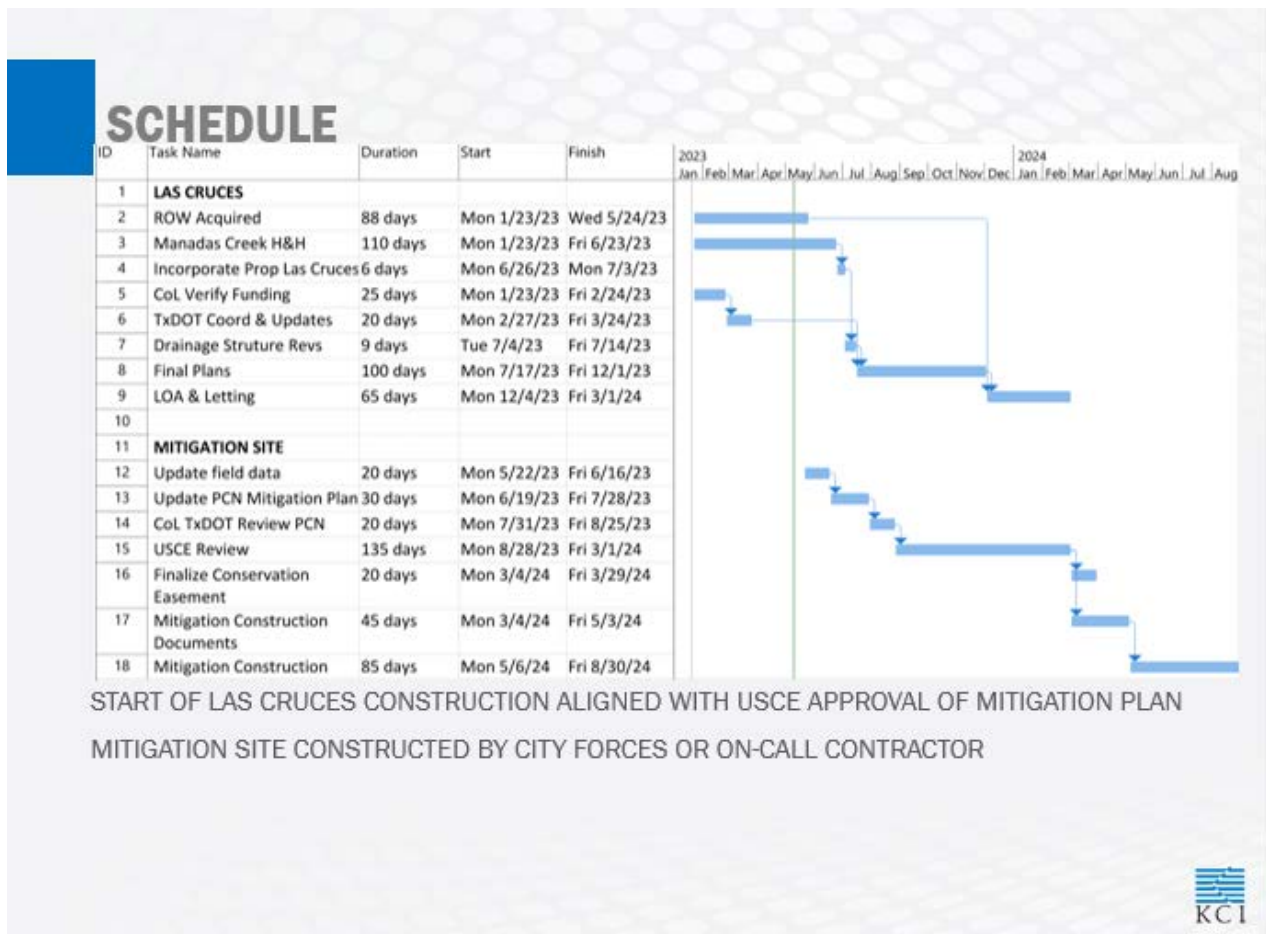 SCHEDULE
ID Task Name Duration Start Finish 2023 2024
Jan Feb Mar Apr May Jun Jul Aug Sep Oct Nov Dec Jan Feb Mar Apr May Jun Jul Aug
1 LAS CRUCES
2 ROW Acquired 88 days Mon 1/23/23 Wed 5/24/23
3 Manadas Creek H&H 110 days Mon 1/23/23 Fri 6/23/23
4 Incorporate Prop Las Cruces 6 days Mon 6/26/23 Mon 7/3/23
5 CoL Verify Funding 25 days Mon 1/23/23 Fri 2/24/23
6 TxDOT Coord & Updates 20 days Mon 2/27/23 Fri 3/24/23
7 Drainage Struture Revs 9 days Tue 7/4/23 Fri 7/14/23
8 Final Plans 100 days Mon 7/17/23 Fri 12/1/23
9 LOA & Letting 65 days Mon 12/4/23 Fri 3/1/24
10
11 MITIGATION SITE
12 Update field data 20 days Mon 5/22/23 Fri 6/16/23
13 Update PCN Mitigation Plan 30 days Mon 6/19/23 Fri 7/28/23
14 CoL TxDOT Review PCN 20 days Mon 7/31/23 Fri 8/25/23
15 USCE Review 135 days Mon 8/28/23 Fri 3/1/24
16 Finalize Conservation 20 days Mon 3/4/24 Fri 3/29/24
Easement
17 Mitigation Construction 45 days Mon 3/4/24 Fri 5/3/24
Documents
18 Mitigation Construction 85 days Mon 5/6/24 Fri 8/30/24
START OF LAS CRUCES CONSTRUCTION ALIGNED WITH USCE APPROVAL OF MITIGATION PLAN
MITIGATION SITE CONSTRUCTED BY CITY FORCES OR ON-CALL CONTRACTOR
KCI